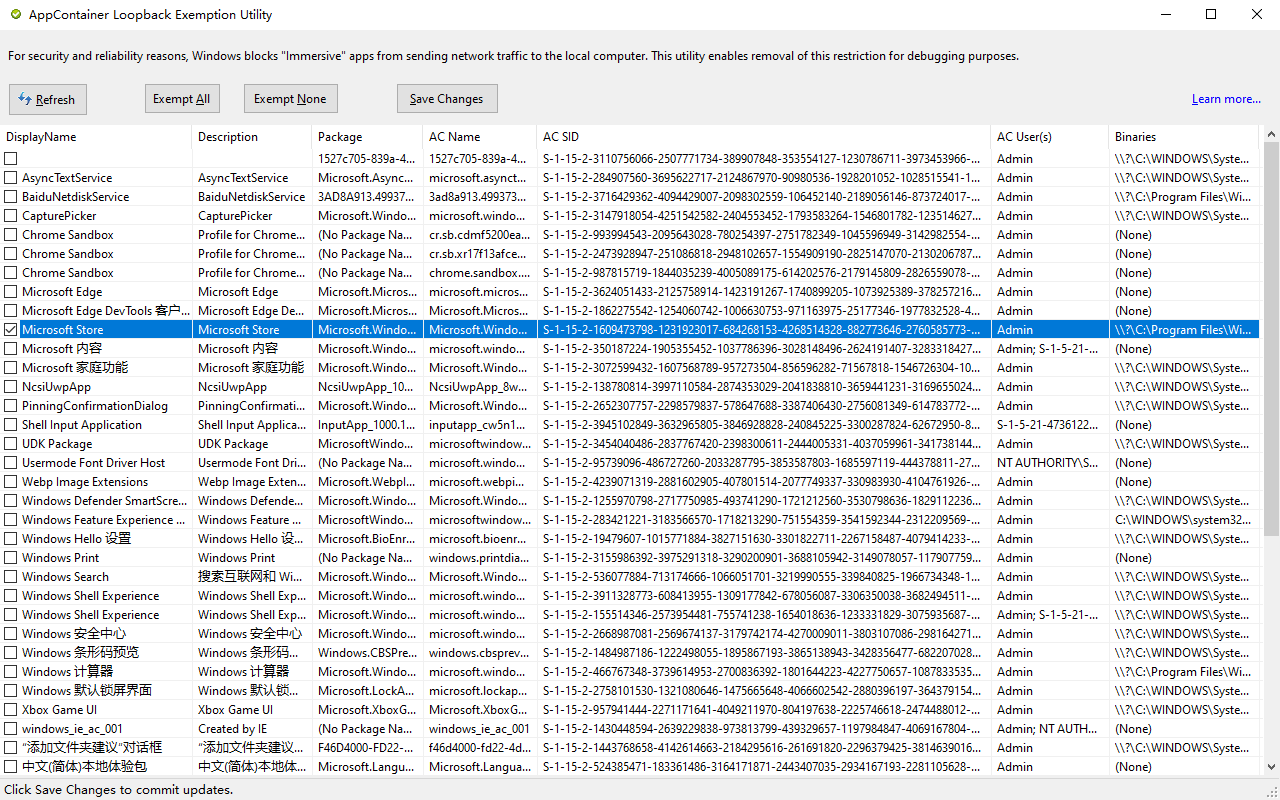 AppContainer Loopback Exemption Utility
For security and reliability reasons, Windows blocks "Immersive" apps from sending network traffic to the local computer. This utility enables removal of this restriction for debugging purposes.
Refresh Exempt All Exempt None Save Changes Learn more...
DisplayName Description Package AC Name AC SID AC User(s) Binaries
1527c705-839a-4... 1527c705-839a-4... S-1-15-2-3110756066-2507771734-389907848-353554127-1230786711-3973453966-... Admin \\?\C:\WINDOWS\Syste...
AsyncTextService AsyncTextService Microsoft.Async... microsoft.asynct... S-1-15-2-284907560-3695622717-2124867970-90980536-1928201052-1028515541-1... Admin \\?\C:\WINDOWS\Syste...
BaiduNetdiskService BaiduNetdiskService 3AD8A913.49937... 3ad8a913.499373... S-1-15-2-3716429362-4094429007-2098302559-106452140-2189056146-873724017-... Admin \\?\C:\Program Files\Wi...
CapturePicker CapturePicker Microsoft.Windo... microsoft.windo... S-1-15-2-3147918054-4251542582-2404553452-1793583264-1546801782-123514627... Admin \\?\C:\WINDOWS\Syste...
Chrome Sandbox Profile for Chrome... (No Package Na... cr.sb.cdmf5200ea... S-1-15-2-993994543-2095643028-780254397-2751782349-1045596949-3142982554-... Admin (None)
Chrome Sandbox Profile for Chrome... (No Package Na... cr.sb.xr17f13afce... S-1-15-2-2473928947-251086818-2948102657-1554909190-2825147070-2130206787... Admin (None)
Chrome Sandbox Profile for Chrome... (No Package Na... chrome.sandbox.... S-1-15-2-987815719-1844035239-4005089175-614202576-2179145809-2826559078-... Admin (None)
Microsoft Edge Microsoft Edge Microsoft.Micros... microsoft.micros... S-1-15-2-3624051433-2125758914-1423191267-1740899205-1073925389-378257216... Admin (None)
Microsoft Edge DevTools 客户... Microsoft Edge De... Microsoft.Micros... microsoft.micros... S-1-15-2-1862275542-1254060742-1006630753-971163975-25177346-1977832528-4... Admin (None)
Microsoft Store Microsoft Store Microsoft.Windo... Microsoft.Windo... S-1-15-2-1609473798-1231923017-684268153-4268514328-882773646-2760585773-... Admin \\?\C:\Program Files\Wi...
Microsoft 内容 Microsoft 内容 Microsoft.Windo... microsoft.windo... S-1-15-2-350187224-1905355452-1037786396-3028148496-2624191407-3283318427... Admin; S-1-5-21-... (None)
Microsoft 家庭功能 Microsoft 家庭功能 Microsoft.Windo... microsoft.windo... S-1-15-2-3072599432-1607568789-957273504-856596282-71567818-1546726304-10... Admin \\?\C:\WINDOWS\Syste...
NcsiUwpApp NcsiUwpApp NcsiUwpApp_10... NcsiUwpApp_8w... S-1-15-2-138780814-3997110584-2874353029-2041838810-3659441231-3169655024... Admin \\?\C:\WINDOWS\Syste...
PinningConfirmationDialog PinningConfirmati... Microsoft.Windo... Microsoft.Windo... S-1-15-2-2652307757-2298579837-578647688-3387406430-2756081349-614783772-... Admin \\?\C:\WINDOWS\Syste...
Shell Input Application Shell Input Applica... InputApp_1000.1... inputapp_cw5n1... S-1-15-2-3945102849-3632965805-3846928248-240845225-3300287824-62672950-8... S-1-5-21-4736122... (None)
UDK Package UDK Package MicrosoftWindo... microsoftwindow... S-1-15-2-3454040486-2837767420-2398300611-2444005331-4037059961-341738144... Admin \\?\C:\WINDOWS\Syste...
Usermode Font Driver Host Usermode Font Dri... (No Package Na... microsoft.windo... S-1-15-2-95739096-486727260-2033287795-3853587803-1685597119-444378811-27... NT AUTHORITY\S... (None)
Webp Image Extensions Webp Image Exten... Microsoft.Webpl... microsoft.webpi... S-1-15-2-4239071319-2881602905-407801514-2077749337-330983930-4104761926-... Admin (None)
Windows Defender SmartScre... Windows Defende... Microsoft.Windo... microsoft.windo... S-1-15-2-1255970798-2717750985-493741290-1721212560-3530798636-1829112236... Admin \\?\C:\WINDOWS\Syste...
Windows Feature Experience ... Windows Feature ... MicrosoftWindo... microsoftwindow... S-1-15-2-283421221-3183566570-1718213290-751554359-3541592344-2312209569-... Admin C:\WINDOWS\system32...
Windows Hello 设置 Windows Hello 设... Microsoft.BioEnr... microsoft.bioenr... S-1-15-2-19479607-1015771884-3827151630-3301822711-2267158487-4079414233-... Admin \\?\C:\WINDOWS\Syste...
Windows Print Windows Print (No Package Na... windows.printdia... S-1-15-2-3155986392-3975291318-3290200901-3688105942-3149078057-117907759... Admin (None)
Windows Search 搜索互联网和 Wi... Microsoft.Windo... microsoft.windo... S-1-15-2-536077884-713174666-1066051701-3219990555-339840825-1966734348-1... Admin \\?\C:\WINDOWS\Syste...
Windows Shell Experience Windows Shell Exp... Microsoft.Windo... microsoft.windo... S-1-15-2-3911328773-608413955-1309177842-678056087-3306350038-3682494511-... Admin \\?\C:\WINDOWS\Syste...
Windows Shell Experience Windows Shell Exp... Microsoft.Windo... microsoft.windo... S-1-15-2-155514346-2573954481-755741238-1654018636-1233331829-3075935687-... Admin; S-1-5-21-... \\?\C:\WINDOWS\Syste...
Windows 安全中心 Windows 安全中心 Microsoft.Windo... microsoft.windo... S-1-15-2-2668987081-2569674137-3179742174-4270009011-3803107086-298164271... Admin \\?\C:\WINDOWS\Syste...
Windows 条形码预览 Windows 条形码... Windows.CBSPre... windows.cbsprev... S-1-15-2-1484987186-1222498055-1895867193-3865138943-3428356477-682207028... Admin \\?\C:\WINDOWS\Syste...
Windows 计算器 Windows 计算器 Microsoft.Windo... microsoft.windo... S-1-15-2-466767348-3739614953-2700836392-1801644223-4227750657-1087833535... Admin \\?\C:\Program Files\Wi...
Windows 默认锁屏界面 Windows 默认锁... Microsoft.LockA... microsoft.lockap... S-1-15-2-2758101530-1321080646-1475665648-4066602542-2880396197-364379154... Admin \\?\C:\WINDOWS\Syste...
Xbox Game UI Xbox Game UI Microsoft.XboxG... Microsoft.XboxG... S-1-15-2-957941444-2271171641-4049211970-804197638-2225746618-2474488012-... Admin \\?\C:\WINDOWS\Syste...
windows_ie_ac_001 Created by IE (No Package Na... windows_ie_ac_001 S-1-15-2-1430448594-2639229838-973813799-439329657-1197984847-4069167804-... Admin; NT AUTH... (None)
"添加文件夹建议"对话框 "添加文件夹建议... F46D4000-FD22-... f46d4000-fd22-4d... S-1-15-2-1443768658-4142614663-2184295616-261691820-2296379425-3814639016... Admin \\?\C:\WINDOWS\Syste...
中文(简体)本地体验包 中文(简体)本地体... Microsoft.Langu... Microsoft.Langua... S-1-15-2-524385471-183361486-3164171871-2443407035-2934167193-2281105628-... Admin (None)
Click Save Changes to commit updates.